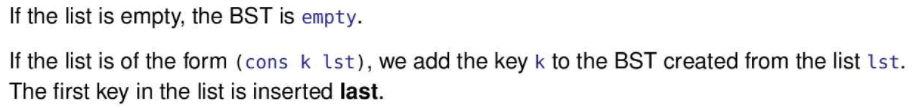 If the list is empty, the BST is empty.
If the list is of the form (cons k lst), we add the key k to the BST created from the list lst.
The first key in the list is inserted last.